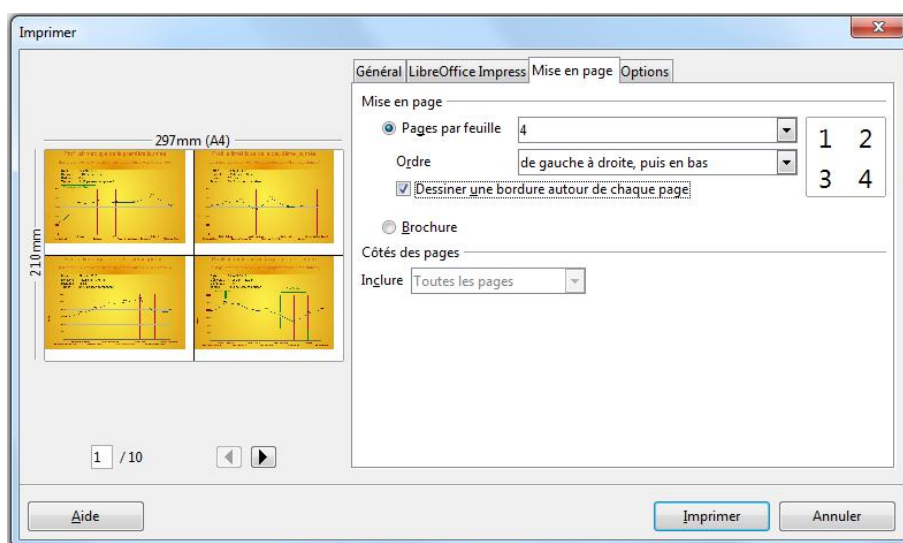 Imprimer
Général LibreOffice Impress Mise en page Options
Mise en page
Pages par feuille 4
Ordre de gauche à droite, puis en bas
Dessiner une bordure autour de chaque page
1 2
3 4
Brochure
Côtés des pages
Inclure Toutes les pages
297mm (A4)
210mm
1 / 10
Aide Imprimer Annuler